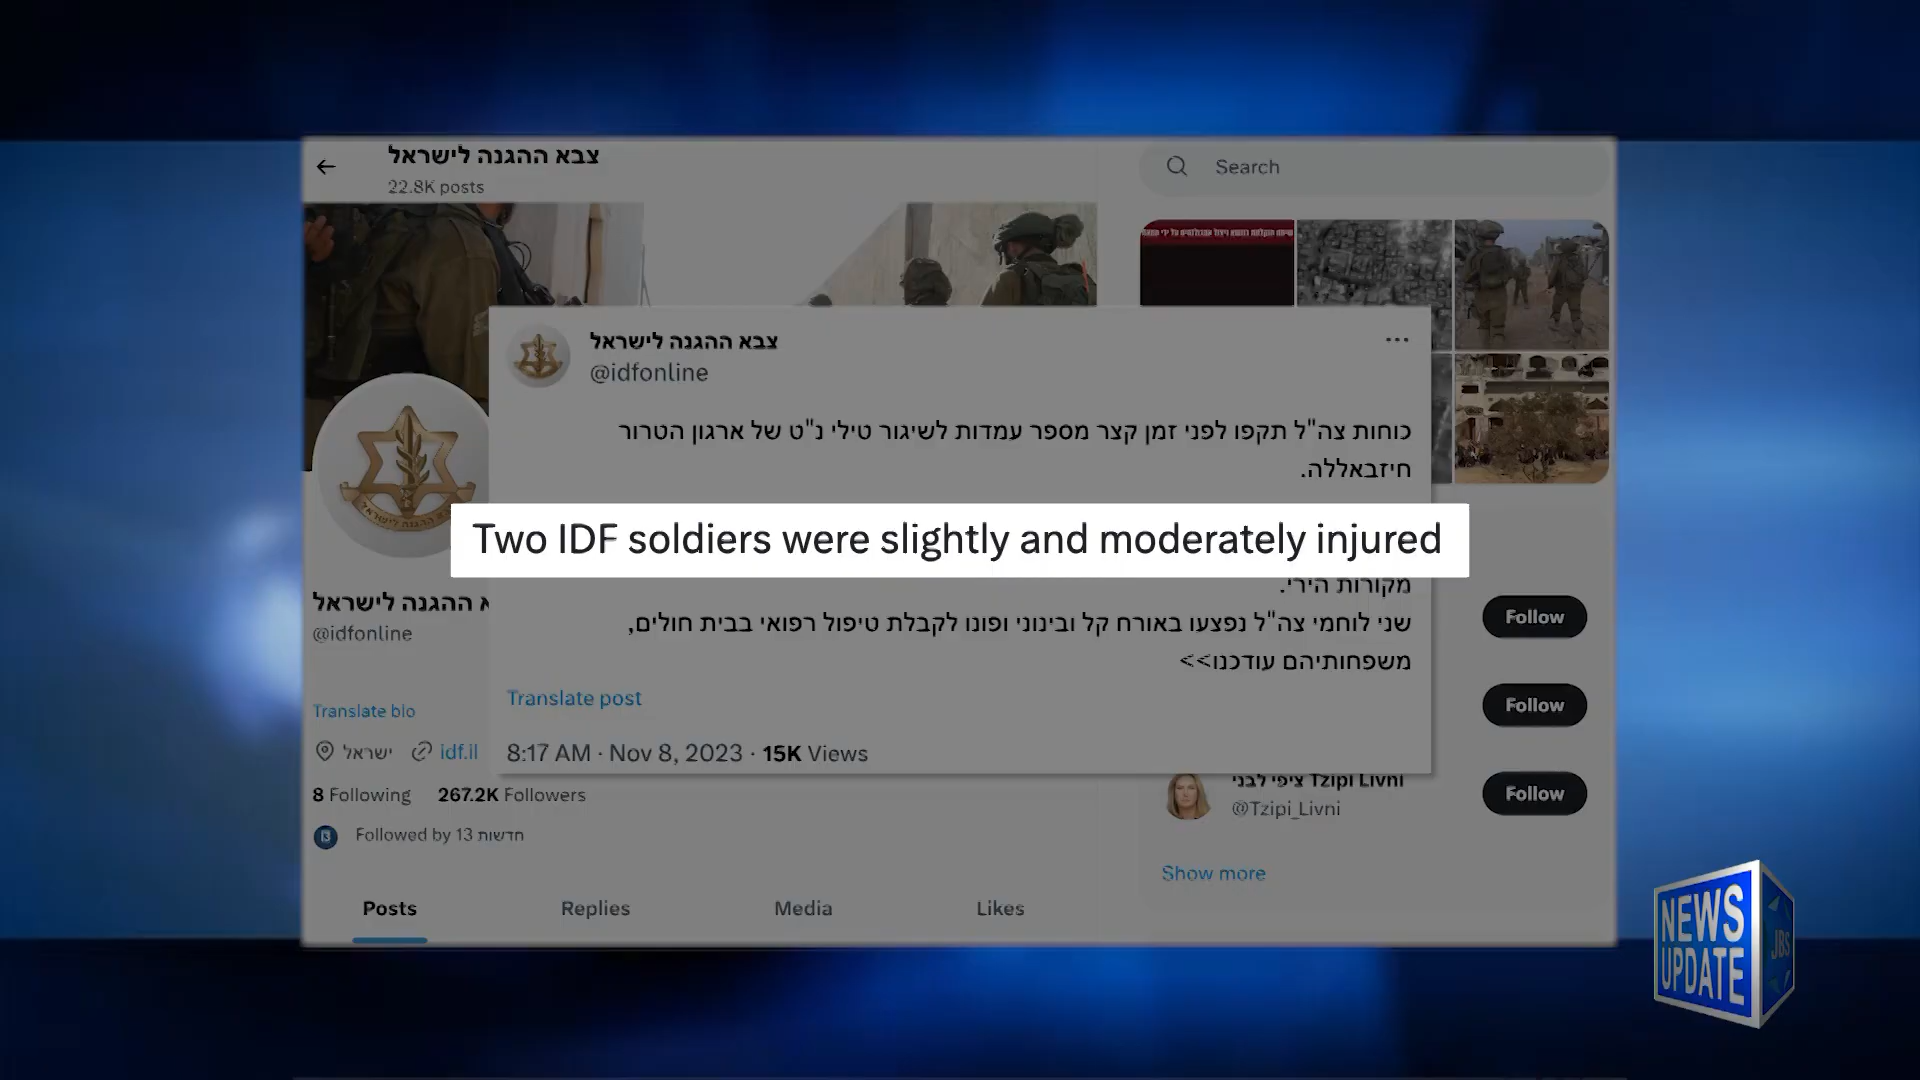 צבא ההגנה לישראל
22.8K posts
Search
צבא ההגנה לישראל
@idfonline
כוחות צה"ל תקפו לפני זמן קצר מספר עמדות לשיגור טילי נ"ט של ארגון הטרור
חיזבאללה.
Two IDF soldiers were slightly and moderately injured
מקורות הירי.
שני לוחמי צה"ל נפצעו באורח קל ובינוני ופונו לקבלת טיפול רפואי בבית חולים,
משפחותיהם עודכנו>>
Translate post
8:17 AM · Nov 8, 2023 · 15K Views
א ההגנה לישראל
@idfonline
Translate bio
ישראל idf.il
8 Following 267.2K Followers
Followed by 13 חדשות
Posts Replies Media Likes
Follow
Follow
ציפי לבני Tzipi Livni
@Tzipi_Livni
Follow
Show more
NEWS
UPDATE
JBS